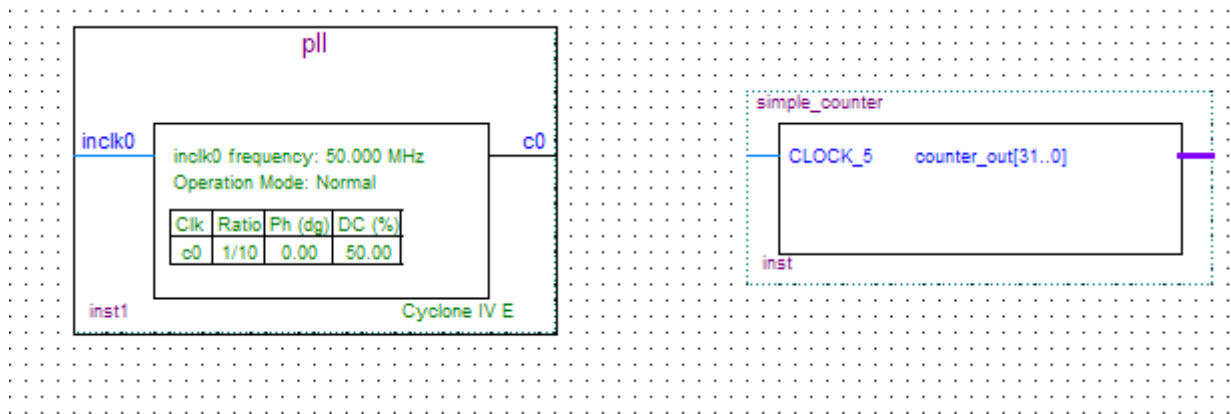 pll
inclk0
c0
inclk0 frequency: 50.000 MHz
Operation Mode: Normal
Clk Ratio Ph (dg) DC (%)
c0 1/10 0.00 50.00
inst1
Cyclone IV E
simple_counter
CLOCK_5 counter_out[31..0]
inst